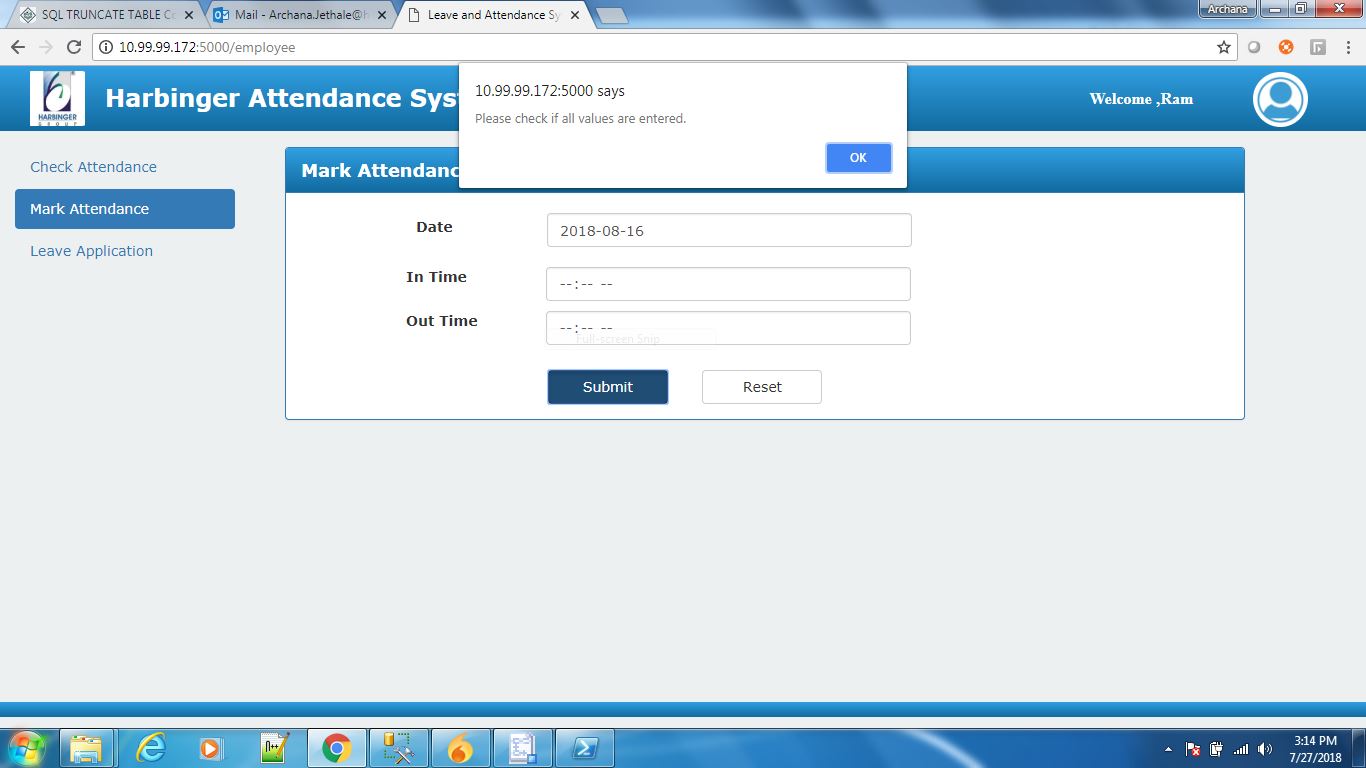 SQL TRUNCATE TABLE Co
Mail - Archana.Jethale@h
Leave and Attendance Sy
Archana
10.99.99.172:5000/employee
HARBINGER
GROUP
Harbinger Attendance Syst
Welcome ,Ram
10.99.99.172:5000 says
Please check if all values are entered.
OK
Check Attendance
Mark Attendance
Leave Application
Mark Attendanc
Date
2018-08-16
In Time
--:-- --
Out Time
--:-- --
Full-screen Snip
Submit
Reset
3:14 PM
7/27/2018